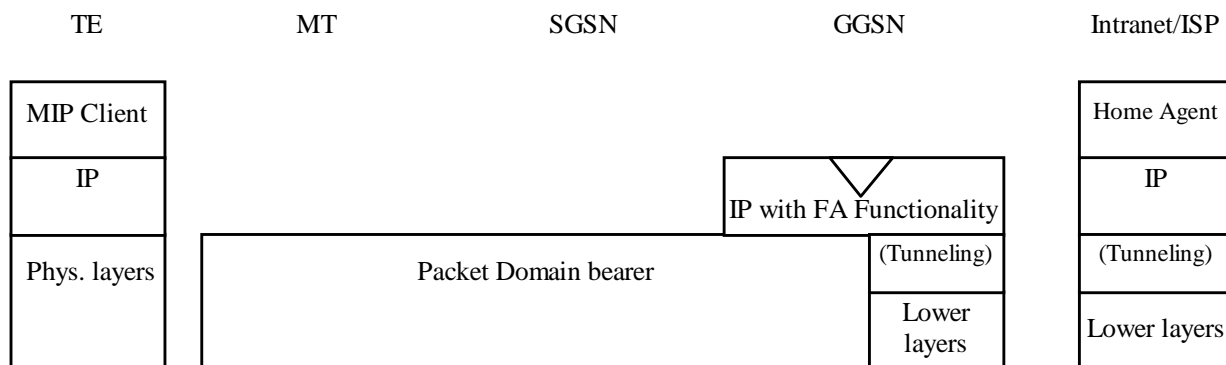 TE MT SGSN GGSN Intranet/ISP
MIP Client Home Agent
IP IP
IP with FA Functionality
Phys. layers Packet Domain bearer (Tunneling) (Tunneling)
Lower
layers Lower layers